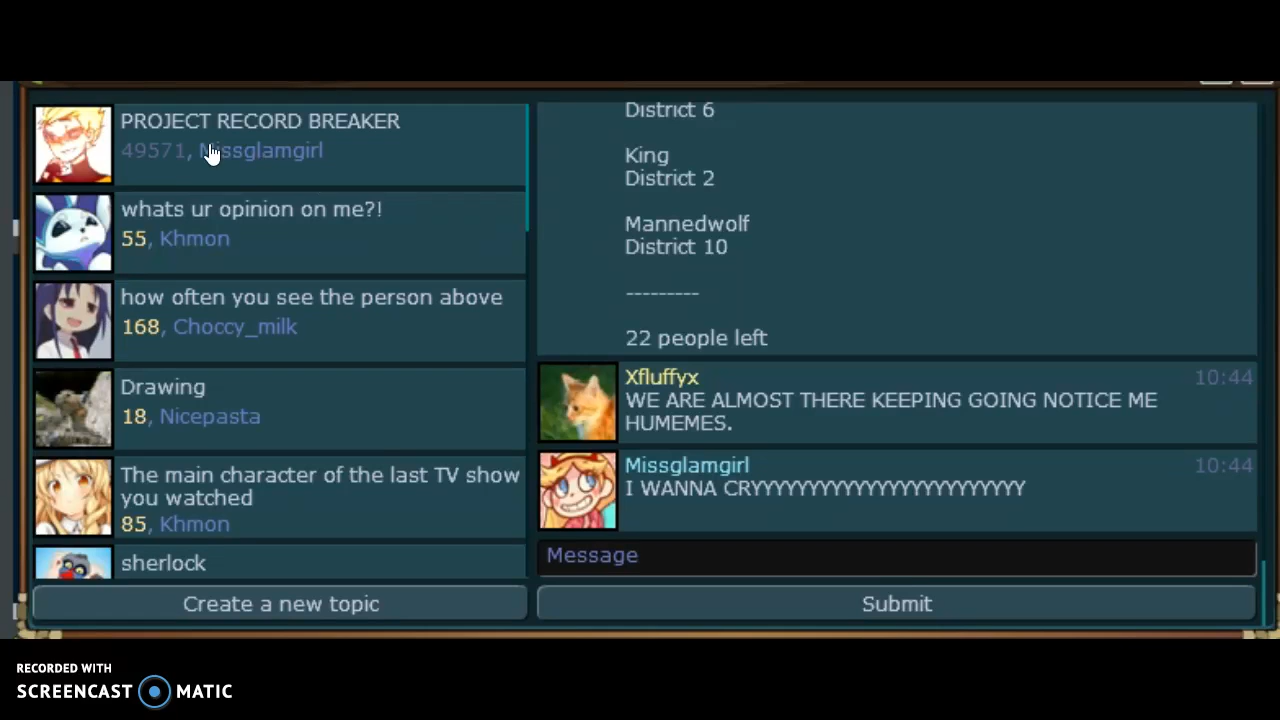 PROJECT RECORD BREAKER
49571, Missglamgirl
whats ur opinion on me?!
55, Khmon
how often you see the person above
168, Choccy_milk
Drawing
18, Nicepasta
The main character of the last TV show
you watched
85, Khmon
sherlock
Create a new topic
District 6
King
District 2
Mannedwolf
District 10
---------
22 people left
Xfluffyx 10:44
WE ARE ALMOST THERE KEEPING GOING NOTICE ME
HUMEMES.
Missglamgirl 10:44
I WANNA CRYYYYYYYYYYYYYYYYYYYYYYY
Message
Submit
RECORDED WITH
SCREENCAST MATIC